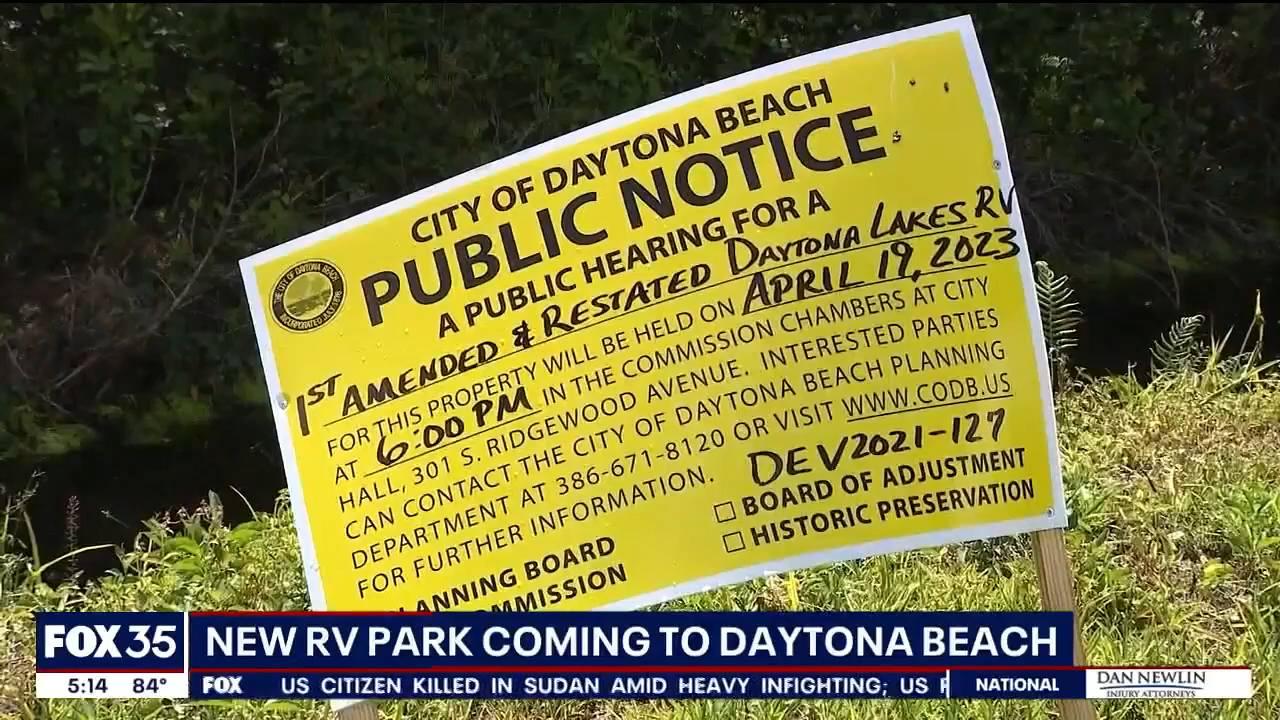 CITY OF DAYTONA BEACH
PUBLIC NOTICE
A PUBLIC HEARING FOR A
1ST AMENDED & RESTATED DAYTONA LAKES RV
FOR THIS PROPERTY WILL BE HELD ON APRIL 19, 2023
AT 6:00 PM IN THE COMMISSION CHAMBERS AT CITY
HALL, 301 S. RIDGEWOOD AVENUE. INTERESTED PARTIES
CAN CONTACT THE CITY OF DAYTONA BEACH PLANNING
DEPARTMENT AT 386-671-8120 OR VISIT WWW.CODB.US
FOR FURTHER INFORMATION. DEV2021-127
BOARD OF ADJUSTMENT
HISTORIC PRESERVATION
LANNING BOARD
OMMISSION
FOX 35 NEW RV PARK COMING TO DAYTONA BEACH
5:14 84° FOX US CITIZEN KILLED IN SUDAN AMID HEAVY INFIGHTING; US NATIONAL DAN NEWLIN
INJURY ATTORNEYS